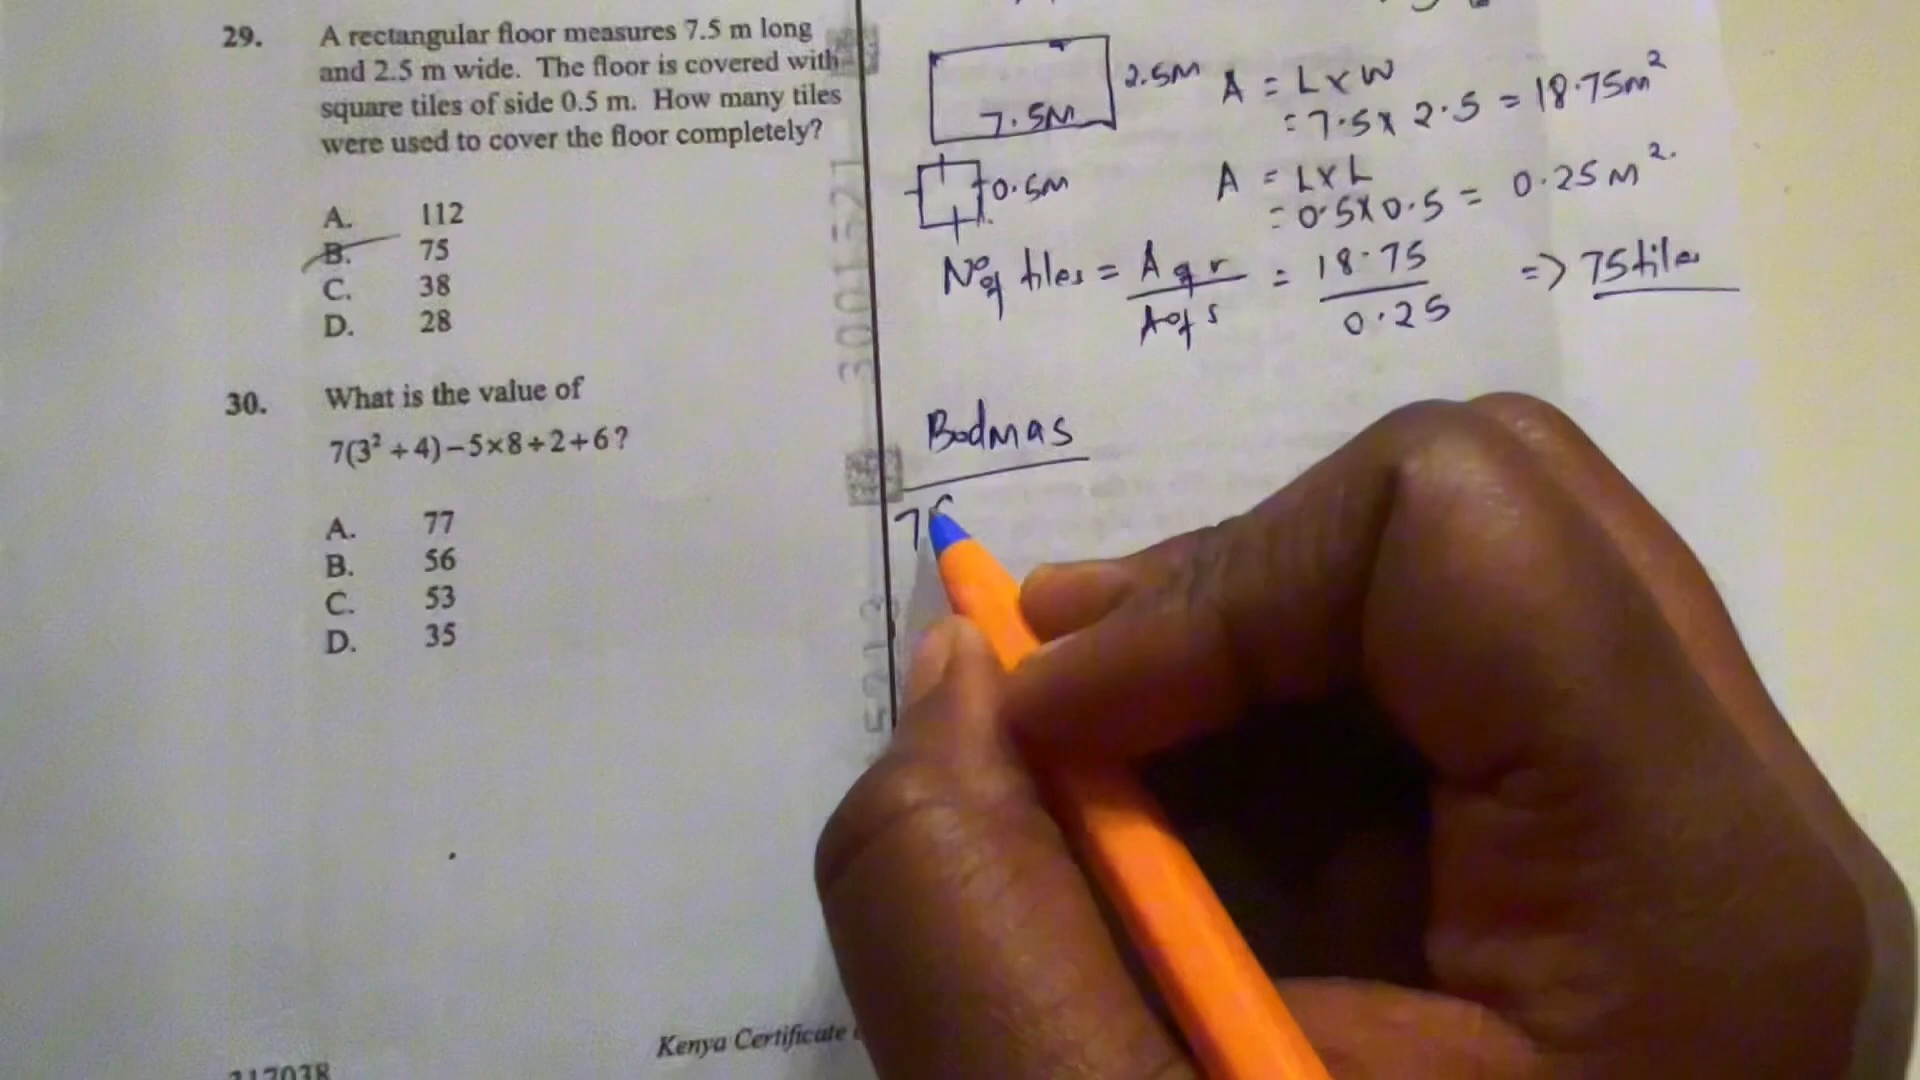 29. A rectangular floor measures 7.5 m long
and 2.5 m wide. The floor is covered with
square tiles of side 0.5 m. How many tiles
were used to cover the floor completely?
A. 112
B. 75
C. 38
D. 28
30. What is the value of
7(3² + 4) − 5×8÷2+6?
A. 77
B. 56
C. 53
D. 35
Kenya Certificate
217038
3001521
5213
7.5M
2.5M
A = L x W
= 7.5 x 2.5 = 18.75m²
0.5M
A = L x L
= 0.5 x 0.5 = 0.25 m².
No of tiles = A of r / A of s = 18.75 / 0.25 => 75 tiles
Bodmas
7(